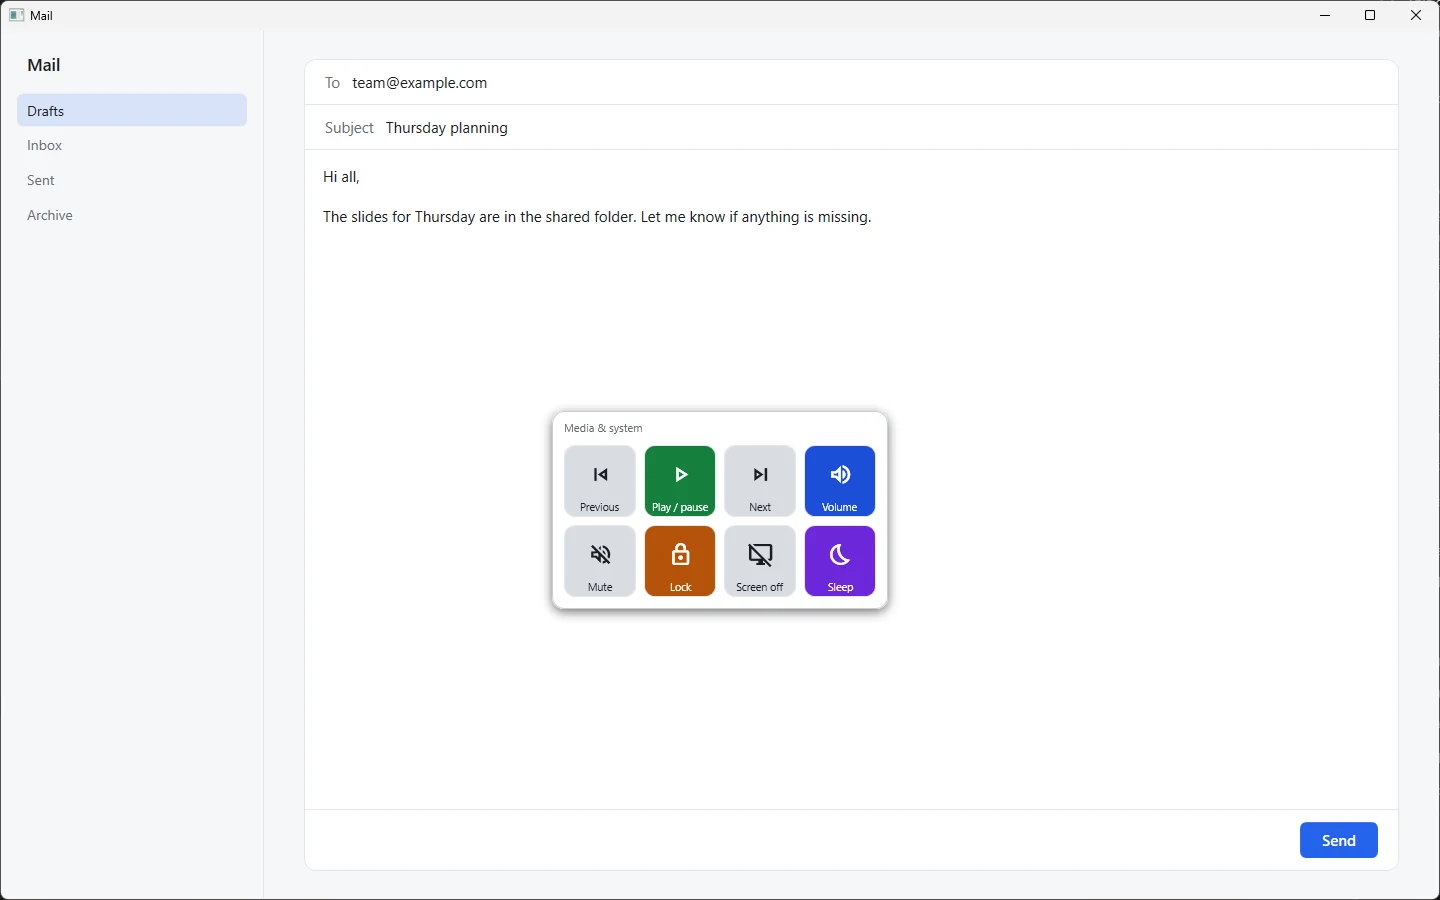 Mail
Mail
Drafts
Inbox
Sent
Archive
To team@example.com
Subject Thursday planning
Hi all,
The slides for Thursday are in the shared folder. Let me know if anything is missing.
Media & system
Previous
Play / pause
Next
Volume
Mute
Lock
Screen off
Sleep
Send